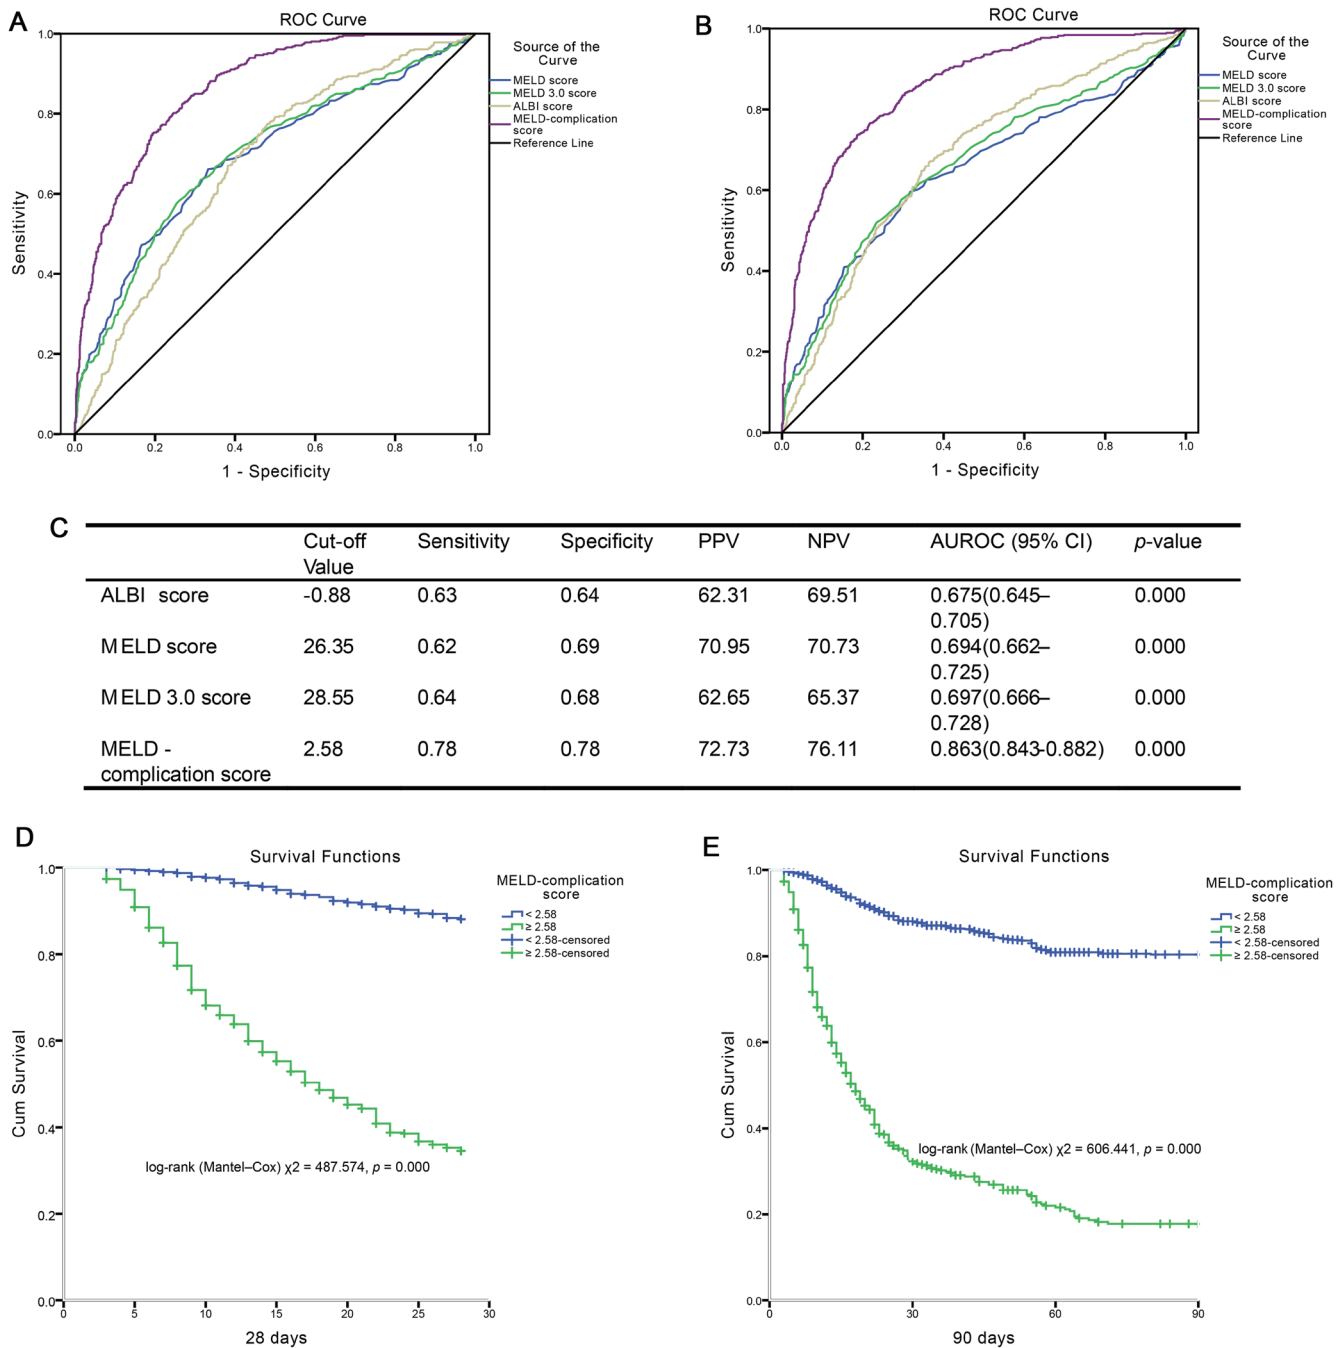 A
ROC Curve
1.0
0.8
0.6
0.4
0.2
0.0
0.0 0.2 0.4 0.6 0.8 1.0
Sensitivity
1 - Specificity
Source of the
Curve
MELD score
MELD 3.0 score
ALBI score
MELD-complication
score
Reference Line
B
ROC Curve
1.0
0.8
0.6
0.4
0.2
0.0
0.0 0.2 0.4 0.6 0.8 1.0
Sensitivity
1 - Specificity
Source of the
Curve
MELD score
MELD 3.0 score
ALBI score
MELD-complication
score
Reference Line
C
Cut-off Sensitivity Specificity PPV NPV AUROC (95% CI) p-value
Value
ALBI score -0.88 0.63 0.64 62.31 69.51 0.675(0.645– 0.000
0.705)
MELD score 26.35 0.62 0.69 70.95 70.73 0.694(0.662– 0.000
0.725)
MELD 3.0 score 28.55 0.64 0.68 62.65 65.37 0.697(0.666– 0.000
0.728)
MELD - 2.58 0.78 0.78 72.73 76.11 0.863(0.843-0.882) 0.000
complication score
D
Survival Functions
1.0
0.8
0.6
0.4
0.2
0.0
0 5 10 15 20 25 30
Cum Survival
28 days
log-rank (Mantel–Cox) χ2 = 487.574, p = 0.000
MELD-complication
score
< 2.58
≥ 2.58
< 2.58-censored
≥ 2.58-censored
E
Survival Functions
1.0
0.8
0.6
0.4
0.2
0.0
0 30 60 90
Cum Survival
90 days
log-rank (Mantel–Cox) χ2 = 606.441, p = 0.000
MELD-complication
score
< 2.58
≥ 2.58
< 2.58-censored
≥ 2.58-censored